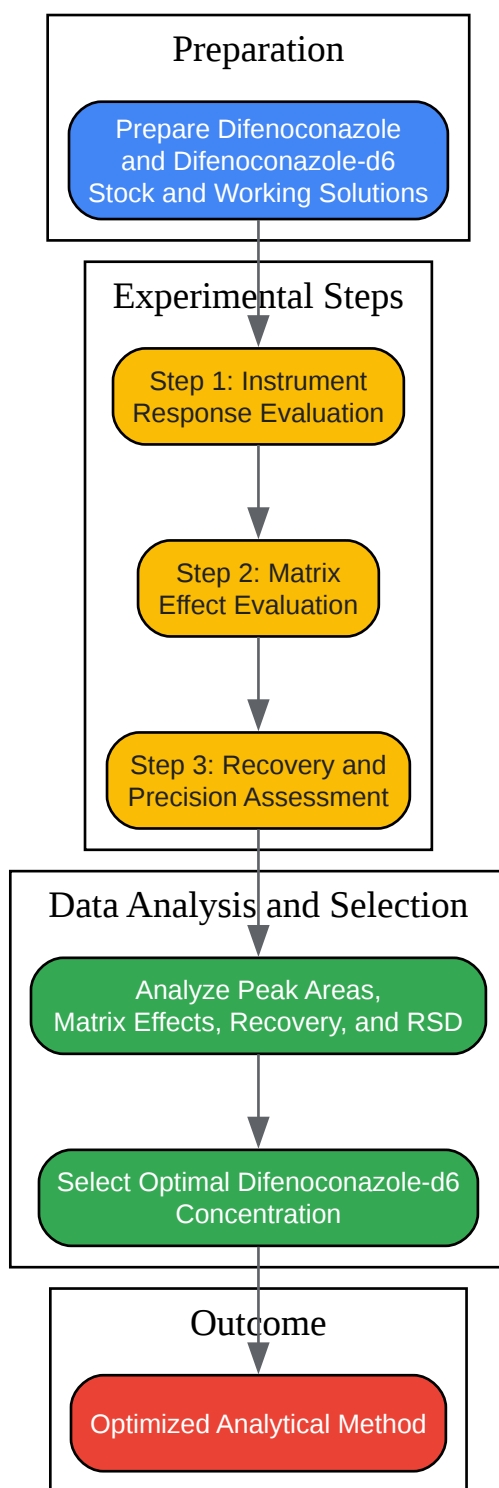 Preparation
Prepare Difenoconazole
and Difenoconazole-d6
Stock and Working Solutions
Experimental Steps
Step 1: Instrument
Response Evaluation
Step 2: Matrix
Effect Evaluation
Step 3: Recovery and
Precision Assessment
Data Analysis and Selection
Analyze Peak Areas,
Matrix Effects, Recovery, and RSD
Select Optimal Difenoconazole-d6
Concentration
Outcome
Optimized Analytical Method